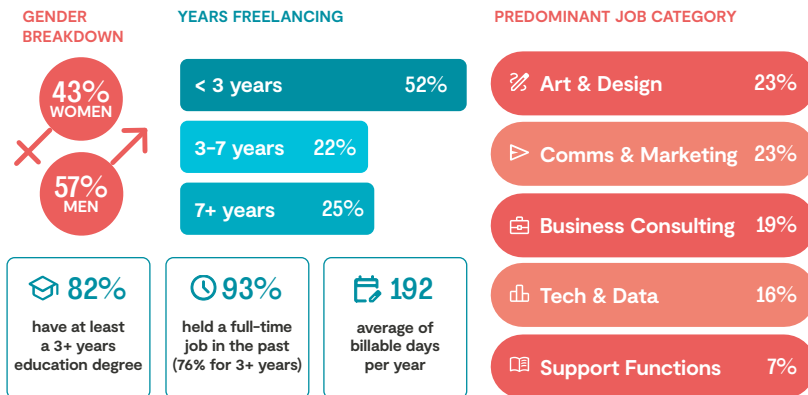 GENDER
BREAKDOWN
43%
WOMEN
57%
MEN
YEARS FREELANCING
< 3 years 52%
3-7 years 22%
7+ years 25%
82%
have at least
a 3+ years
education degree
93%
held a full-time
job in the past
(76% for 3+ years)
192
average of
billable days
per year
PREDOMINANT JOB CATEGORY
Art & Design 23%
Comms & Marketing 23%
Business Consulting 19%
Tech & Data 16%
Support Functions 7%